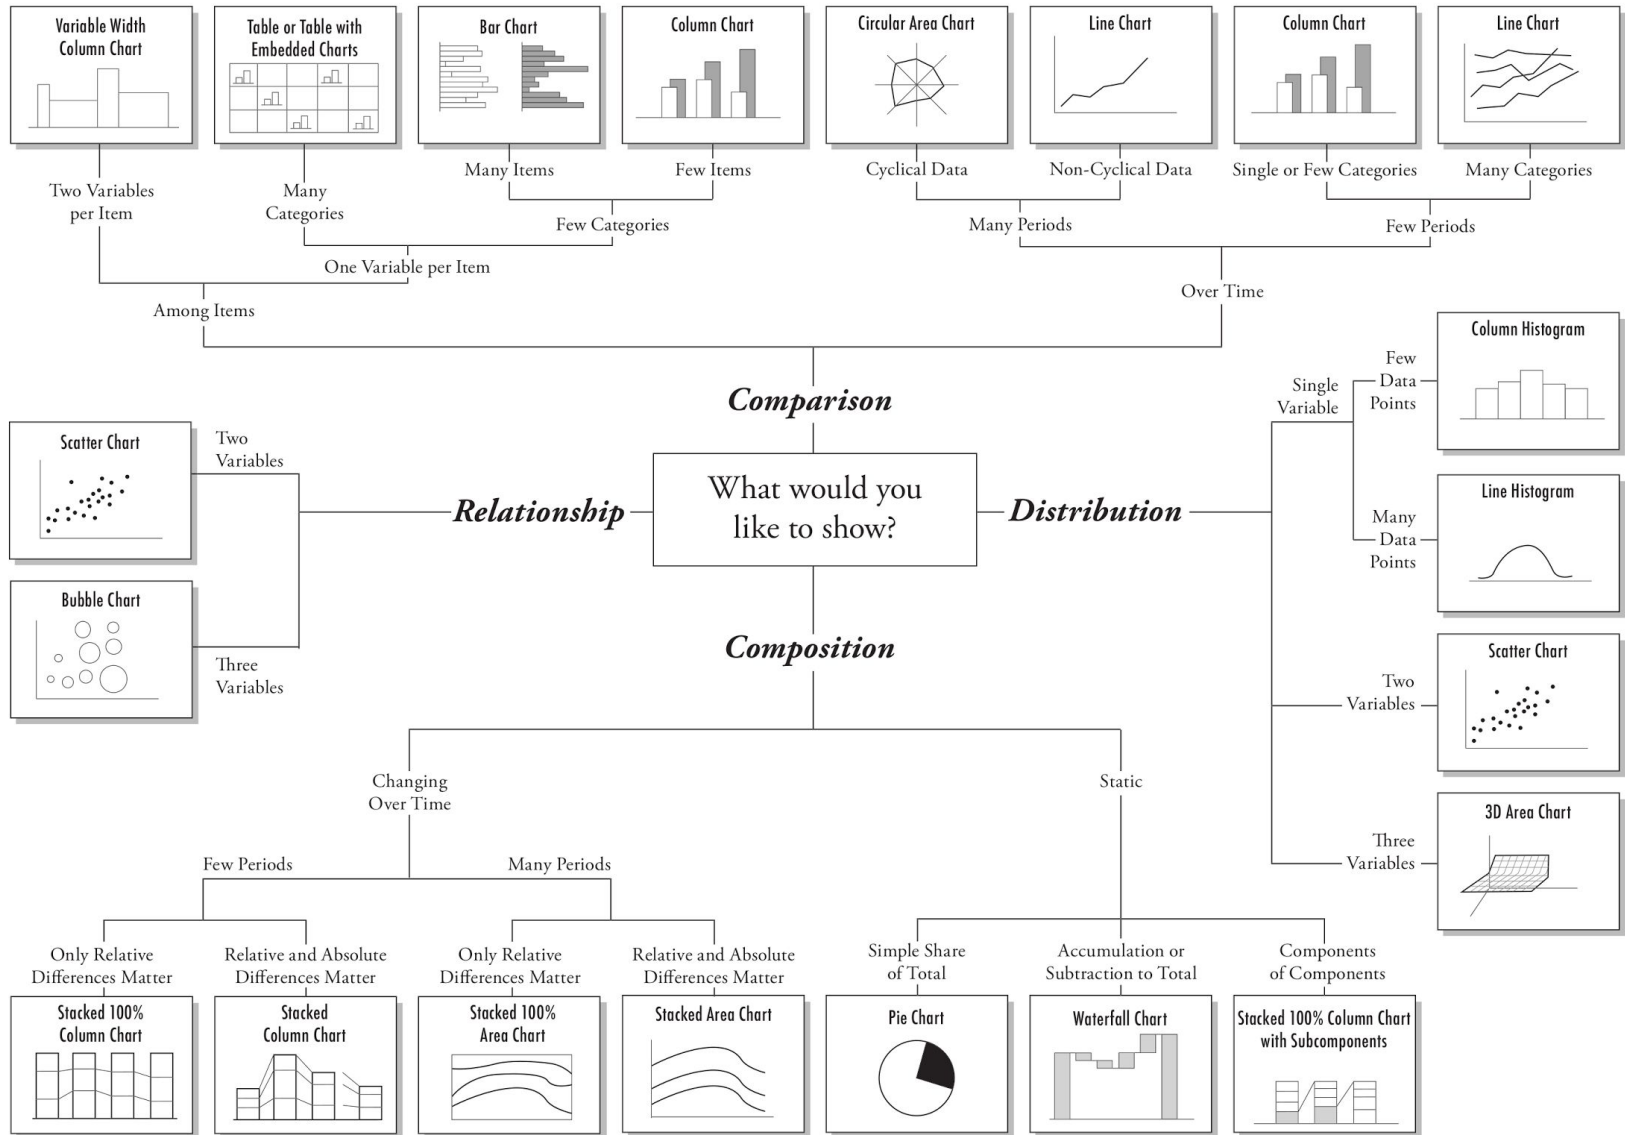 Variable Width
Column Chart
Table or Table with
Embedded Charts
Bar Chart
Column Chart
Circular Area Chart
Line Chart
Column Chart
Line Chart
Two Variables
per Item
Many
Categories
Many Items
Few Items
Cyclical Data
Non-Cyclical Data
Single or Few Categories
Many Categories
Few Categories
Many Periods
Few Periods
One Variable per Item
Among Items
Over Time
Comparison
What would you
like to show?
Relationship
Two
Variables
Scatter Chart
Three
Variables
Bubble Chart
Distribution
Single
Variable
Few
Data
Points
Column Histogram
Many
Data
Points
Line Histogram
Two
Variables
Scatter Chart
Three
Variables
3D Area Chart
Composition
Changing
Over Time
Static
Few Periods
Many Periods
Only Relative
Differences Matter
Relative and Absolute
Differences Matter
Only Relative
Differences Matter
Relative and Absolute
Differences Matter
Simple Share
of Total
Accumulation or
Subtraction to Total
Components
of Components
Stacked 100%
Column Chart
Stacked
Column Chart
Stacked 100%
Area Chart
Stacked Area Chart
Pie Chart
Waterfall Chart
Stacked 100% Column Chart
with Subcomponents